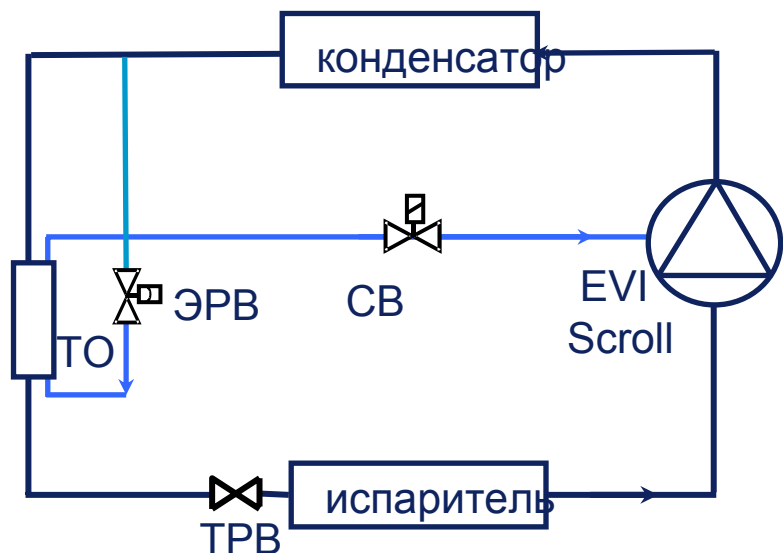 конденсатор
ЭРВ
СВ
EVI
Scroll
ТО
испаритель
ТРВ